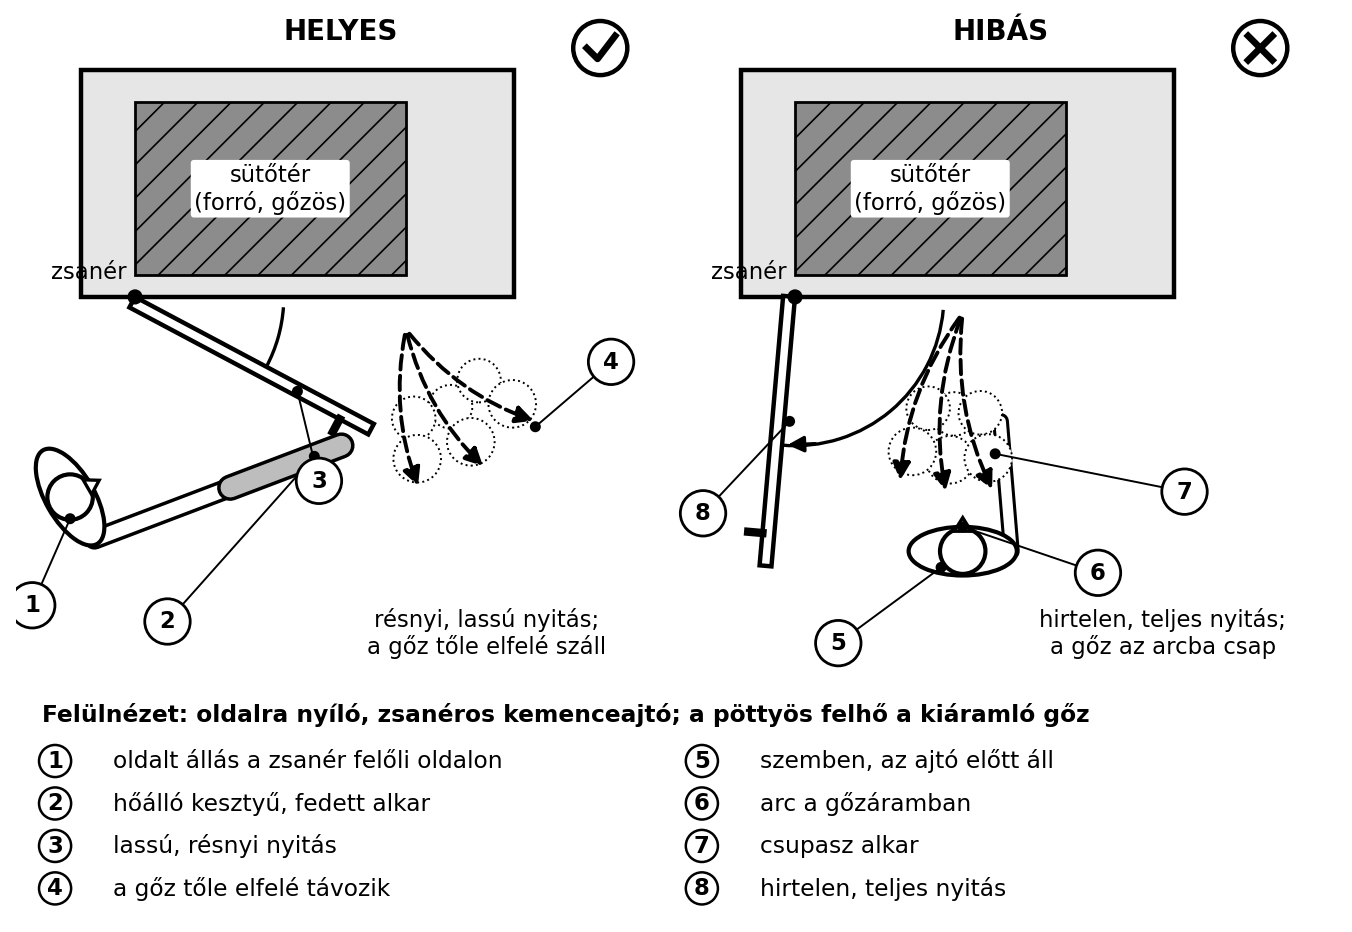 HELYES
sütőtér
(forró, gőzös)
zsanér
4
3
1
2
résnyi, lassú nyitás;
a gőz tőle elfelé száll
HIBÁS
sütőtér
(forró, gőzös)
zsanér
8
7
6
5
hirtelen, teljes nyitás;
a gőz az arcba csap
Felülnézet: oldalra nyíló, zsanéros kemenceajtó; a pöttyös felhő a kiáramló gőz
1 oldalt állás a zsanér felőli oldalon
2 hőálló kesztyű, fedett alkar
3 lassú, résnyi nyitás
4 a gőz tőle elfelé távozik
5 szemben, az ajtó előtt áll
6 arc a gőzáramban
7 csupasz alkar
8 hirtelen, teljes nyitás